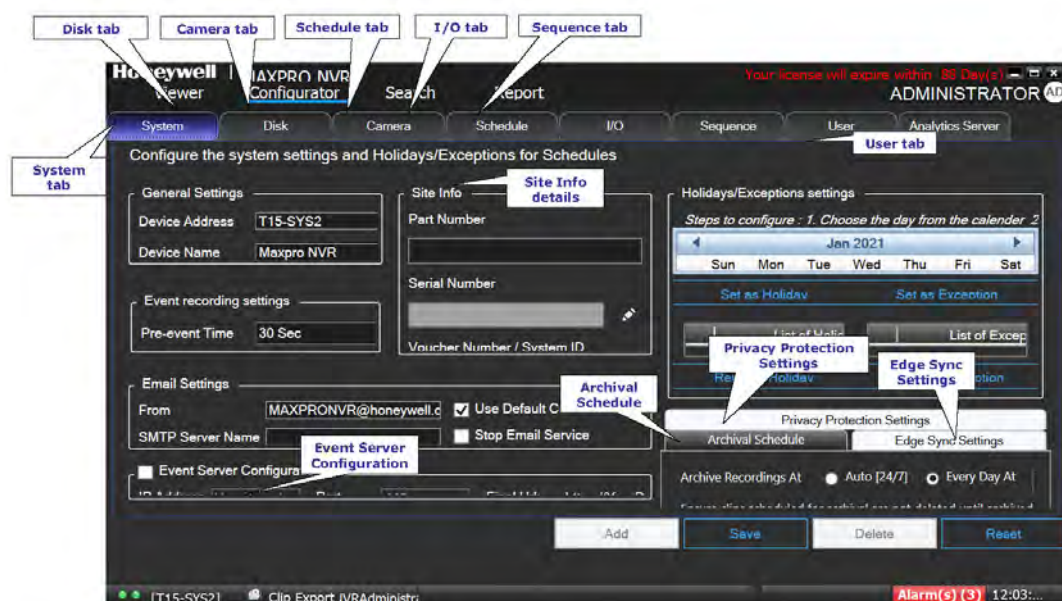 Disk tab
Camera tab
Schedule tab
I/O tab
Sequence tab
Honeywell | MAXPRO NVR
Your license will expire within 88 Day(s)
Viewer Configurator Search Report
ADMINISTRATOR AD
System Disk Camera Schedule I/O Sequence User Analytics Server
User tab
System tab
Configure the system settings and Holidays/Exceptions for Schedules
General Settings
Device Address T15-SYS2
Device Name Maxpro NVR
Event recording settings
Pre-event Time 30 Sec
Site Info
Site Info details
Part Number
Serial Number
Voucher Number / System ID
Holidays/Exceptions settings
Steps to configure : 1. Choose the day from the calender 2
Jan 2021
Sun Mon Tue Wed Thu Fri Sat
Set as Holiday Set as Exception
List of Excep
Privacy Protection Settings
Edge Sync Settings
Archival Schedule
Email Settings
From MAXPRONVR@honeywell.c
Use Default C
SMTP Server Name
Stop Email Service
Event Server Configuration
Event Server Configura
Privacy Protection Settings
Archival Schedule Edge Sync Settings
Archive Recordings At Auto [24/7] Every Day At
Add Save Delete Reset
[T15-SYS2] Clip Export
Alarm(s) (3) 12:03:...